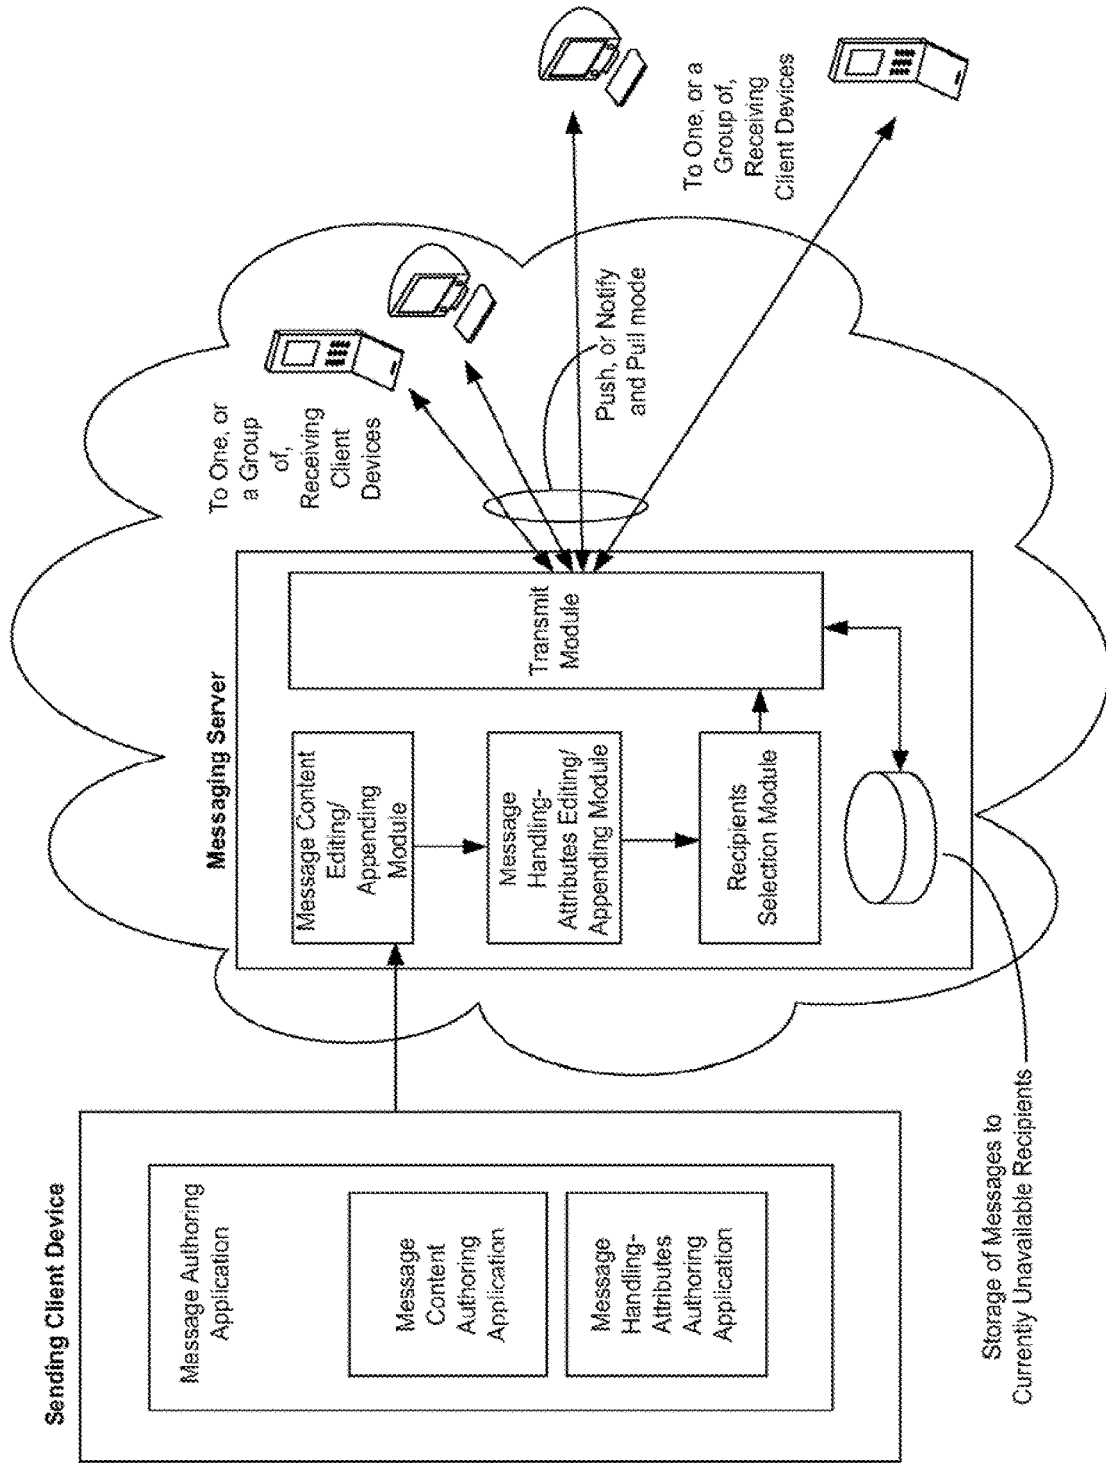 Sending Client Device
Message Authoring
Application
Message
Content
Authoring
Application
Message
Handling-
Attributes
Authoring
Application
Storage of Messages to
Currently Unavailable Recipients
Messaging Server
Message Content
Editing/
Appending
Module
Message
Handling-
Attributes Editing/
Appending Module
Recipients
Selection Module
Transmit
Module
To One, or
a Group
of,
Receiving
Client
Devices
Push, or Notify
and Pull mode
To One, or a
Group of,
Receiving
Client Devices